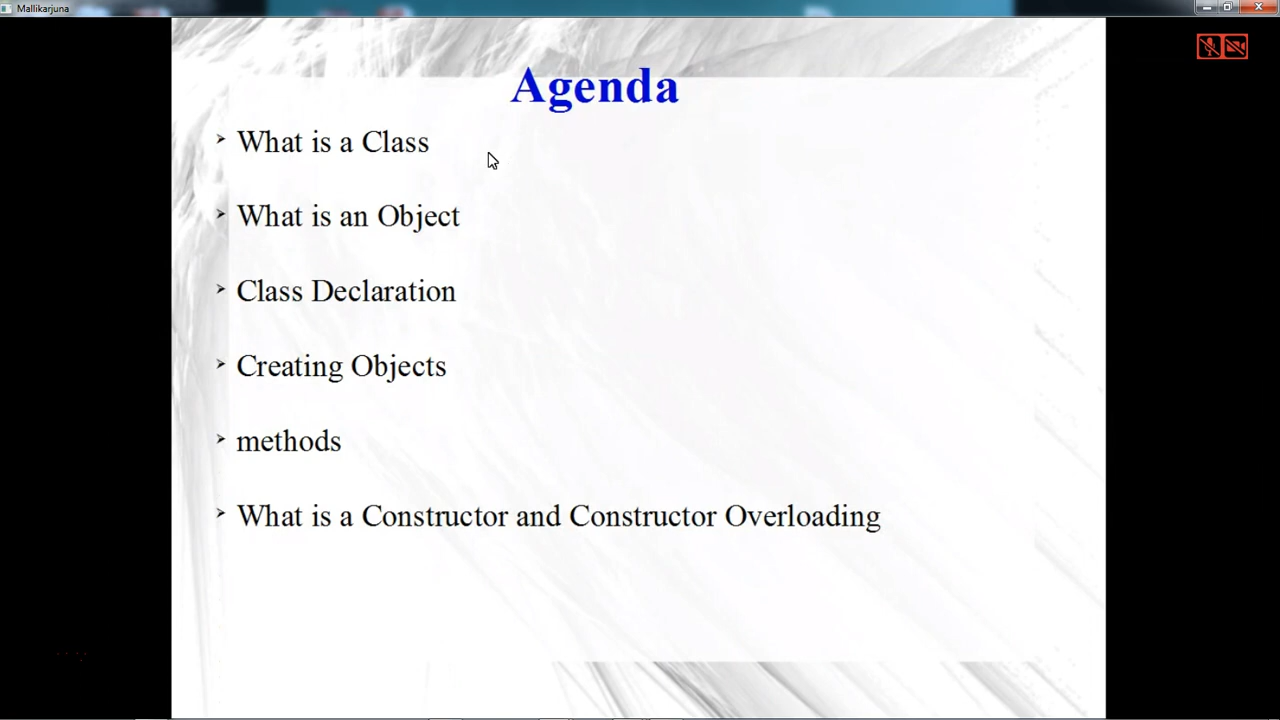 Mallikarjuna
Agenda
➢ What is a Class
➢ What is an Object
➢ Class Declaration
➢ Creating Objects
➢ methods
➢ What is a Constructor and Constructor Overloading